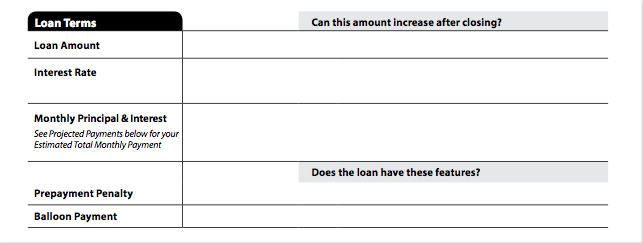 Loan Terms
Can this amount increase after closing?
Loan Amount
Interest Rate
Monthly Principal & Interest
See Projected Payments below for your
Estimated Total Monthly Payment
Does the loan have these features?
Prepayment Penalty
Balloon Payment